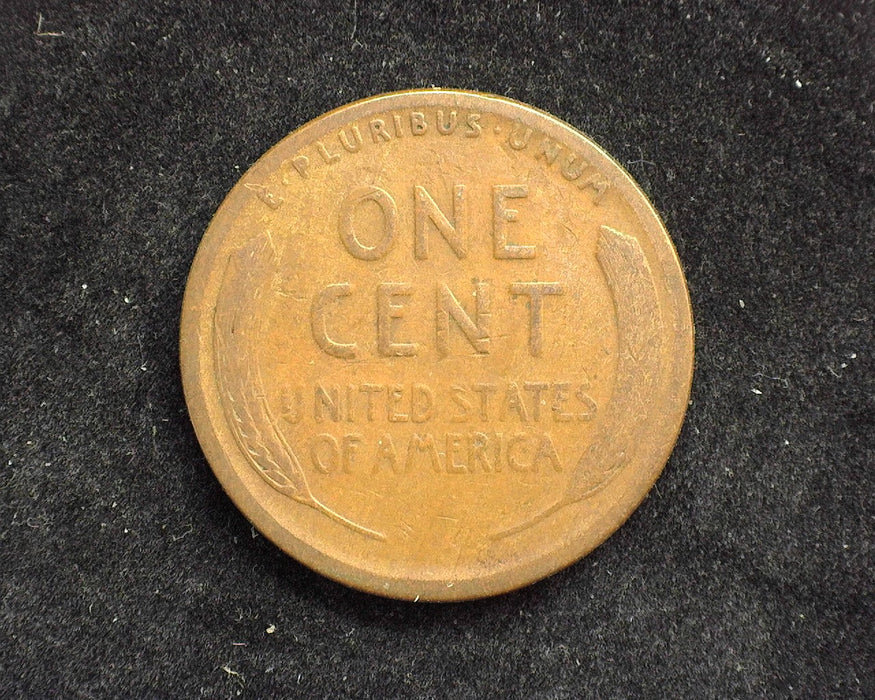 E·PLURIBUS·UNUM
ONE
CENT
UNITED STATES
OF AMERICA